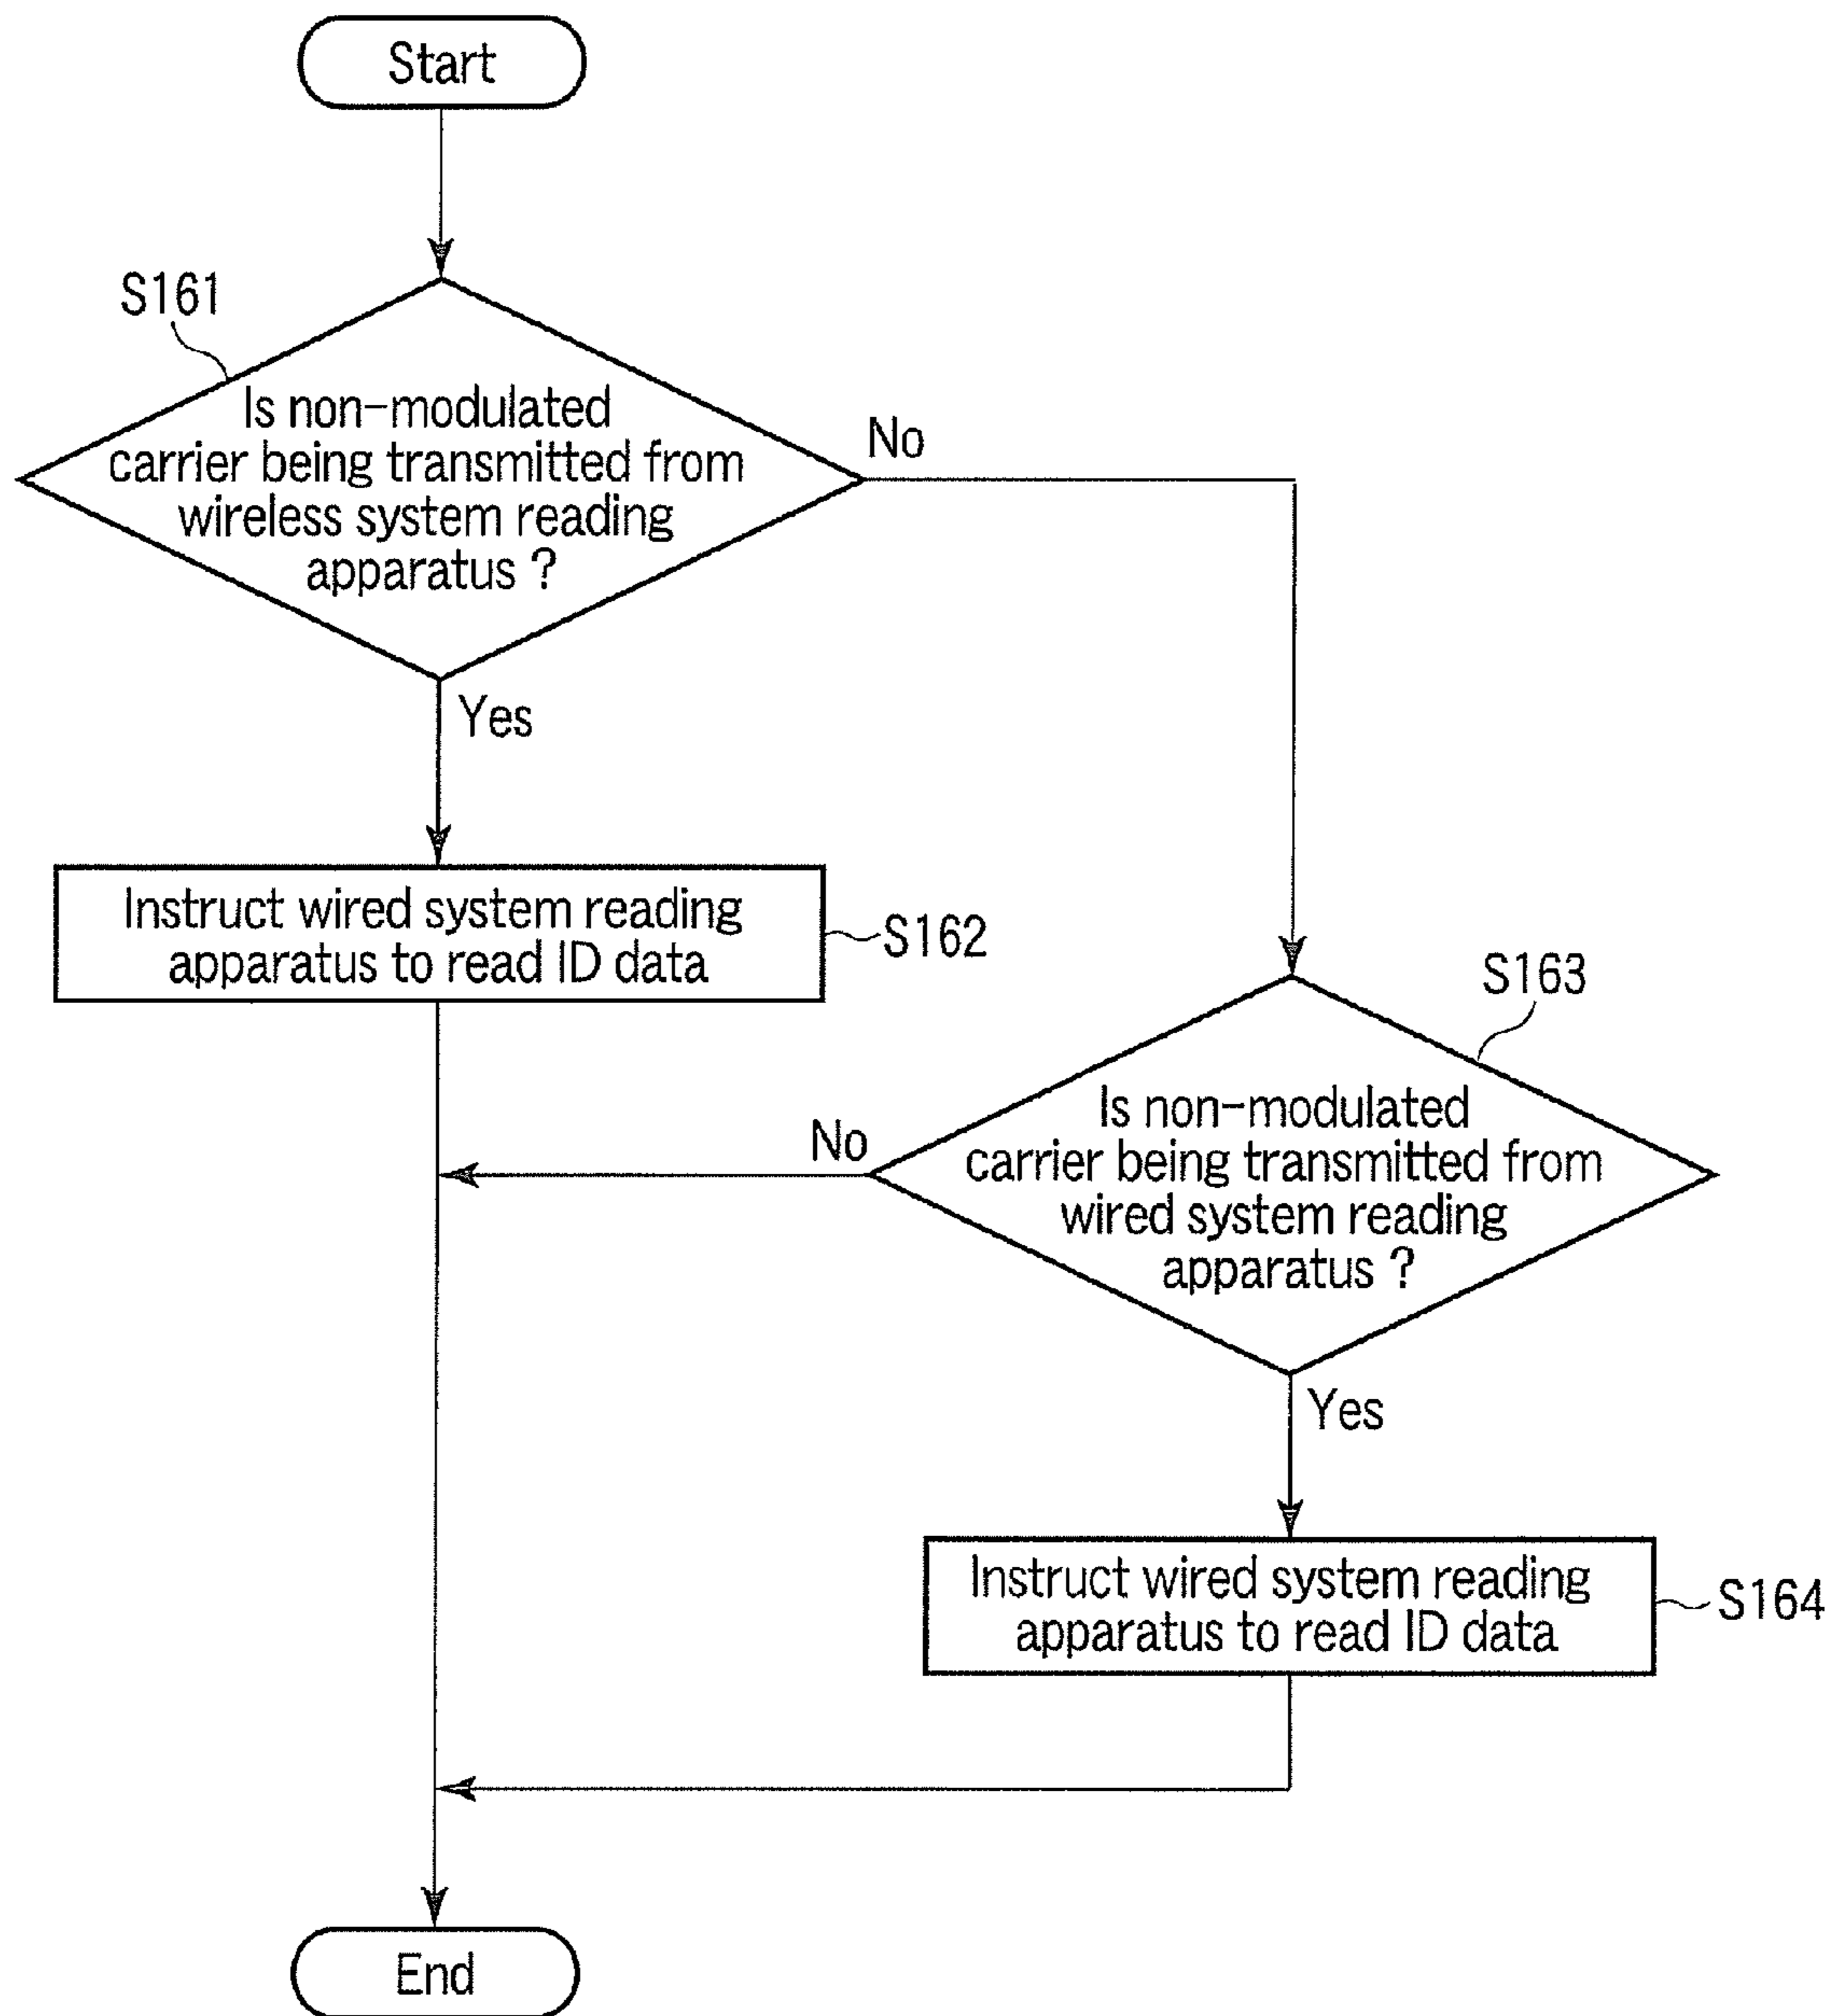 Start
S161
Is non-modulated
carrier being transmitted from
wireless system reading
apparatus ?
No
Yes
Instruct wired system reading
apparatus to read ID data
S162
S163
Is non-modulated
carrier being transmitted from
wired system reading
apparatus ?
No
Yes
Instruct wired system reading
apparatus to read ID data
S164
End